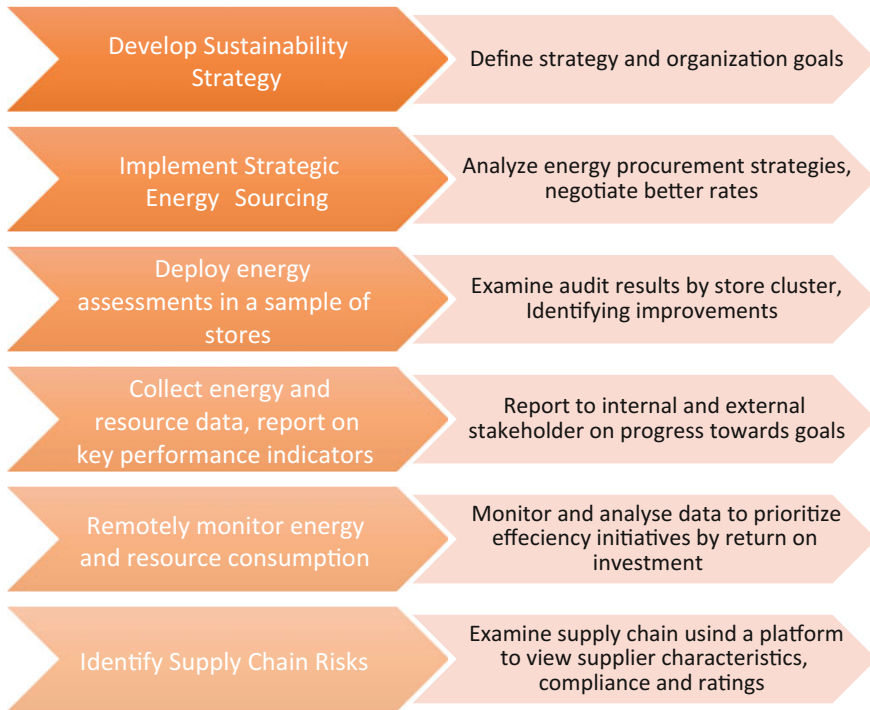 Develop Sustainability
Strategy
Define strategy and organization goals
Implement Strategic
Energy Sourcing
Analyze energy procurement strategies,
negotiate better rates
Deploy energy
assessments in a sample of
stores
Examine audit results by store cluster,
Identifying improvements
Collect energy and
resource data, report on
key performance indicators
Report to internal and external
stakeholder on progress towards goals
Remotely monitor energy
and resource consumption
Monitor and analyse data to prioritize
effeciency initiatives by return on
investment
Identify Supply Chain Risks
Examine supply chain usind a platform
to view supplier characteristics,
compliance and ratings